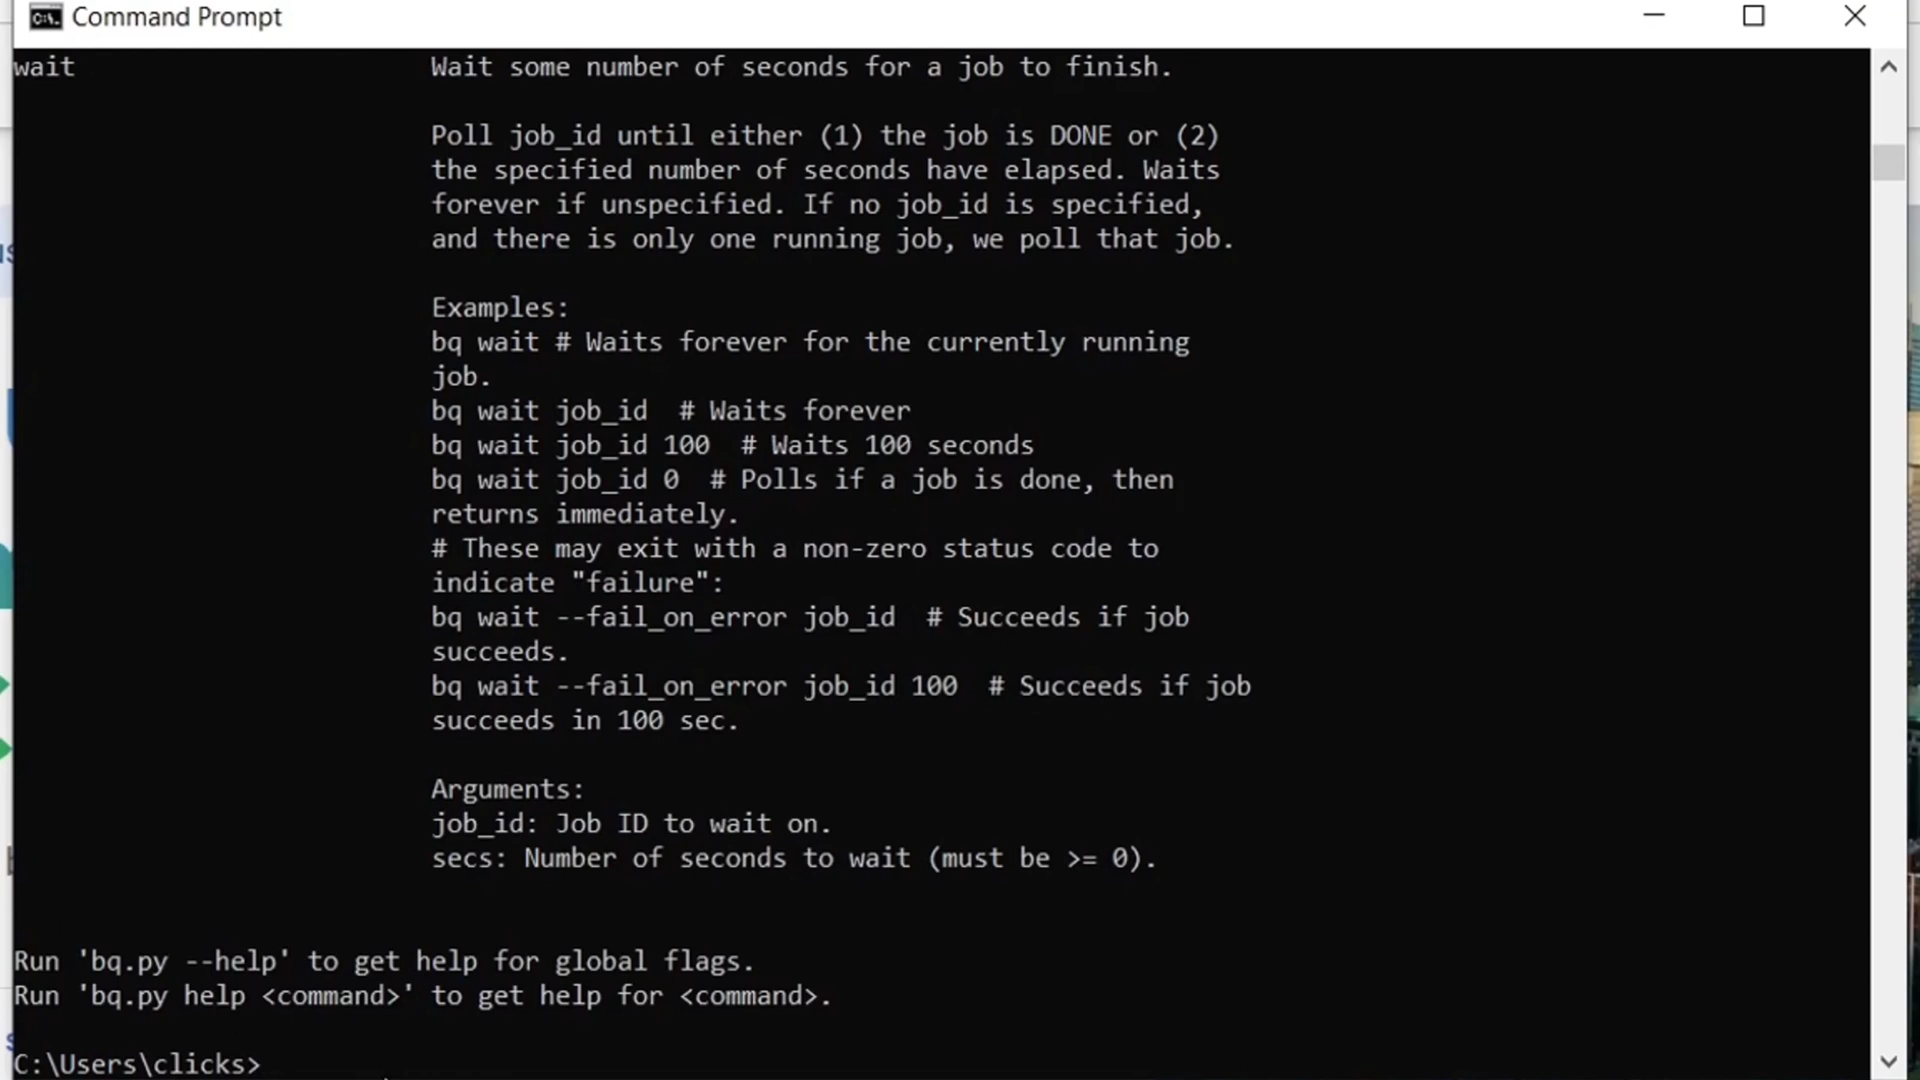 Command Prompt
wait Wait some number of seconds for a job to finish.
Poll job_id until either (1) the job is DONE or (2)
the specified number of seconds have elapsed. Waits
forever if unspecified. If no job_id is specified,
and there is only one running job, we poll that job.
Examples:
bq wait # Waits forever for the currently running
job.
bq wait job_id  # Waits forever
bq wait job_id 100  # Waits 100 seconds
bq wait job_id 0  # Polls if a job is done, then
returns immediately.
# These may exit with a non-zero status code to
indicate "failure":
bq wait --fail_on_error job_id  # Succeeds if job
succeeds.
bq wait --fail_on_error job_id 100  # Succeeds if job
succeeds in 100 sec.
Arguments:
job_id: Job ID to wait on.
secs: Number of seconds to wait (must be >= 0).
Run 'bq.py --help' to get help for global flags.
Run 'bq.py help <command>' to get help for <command>.
C:\Users\clicks>